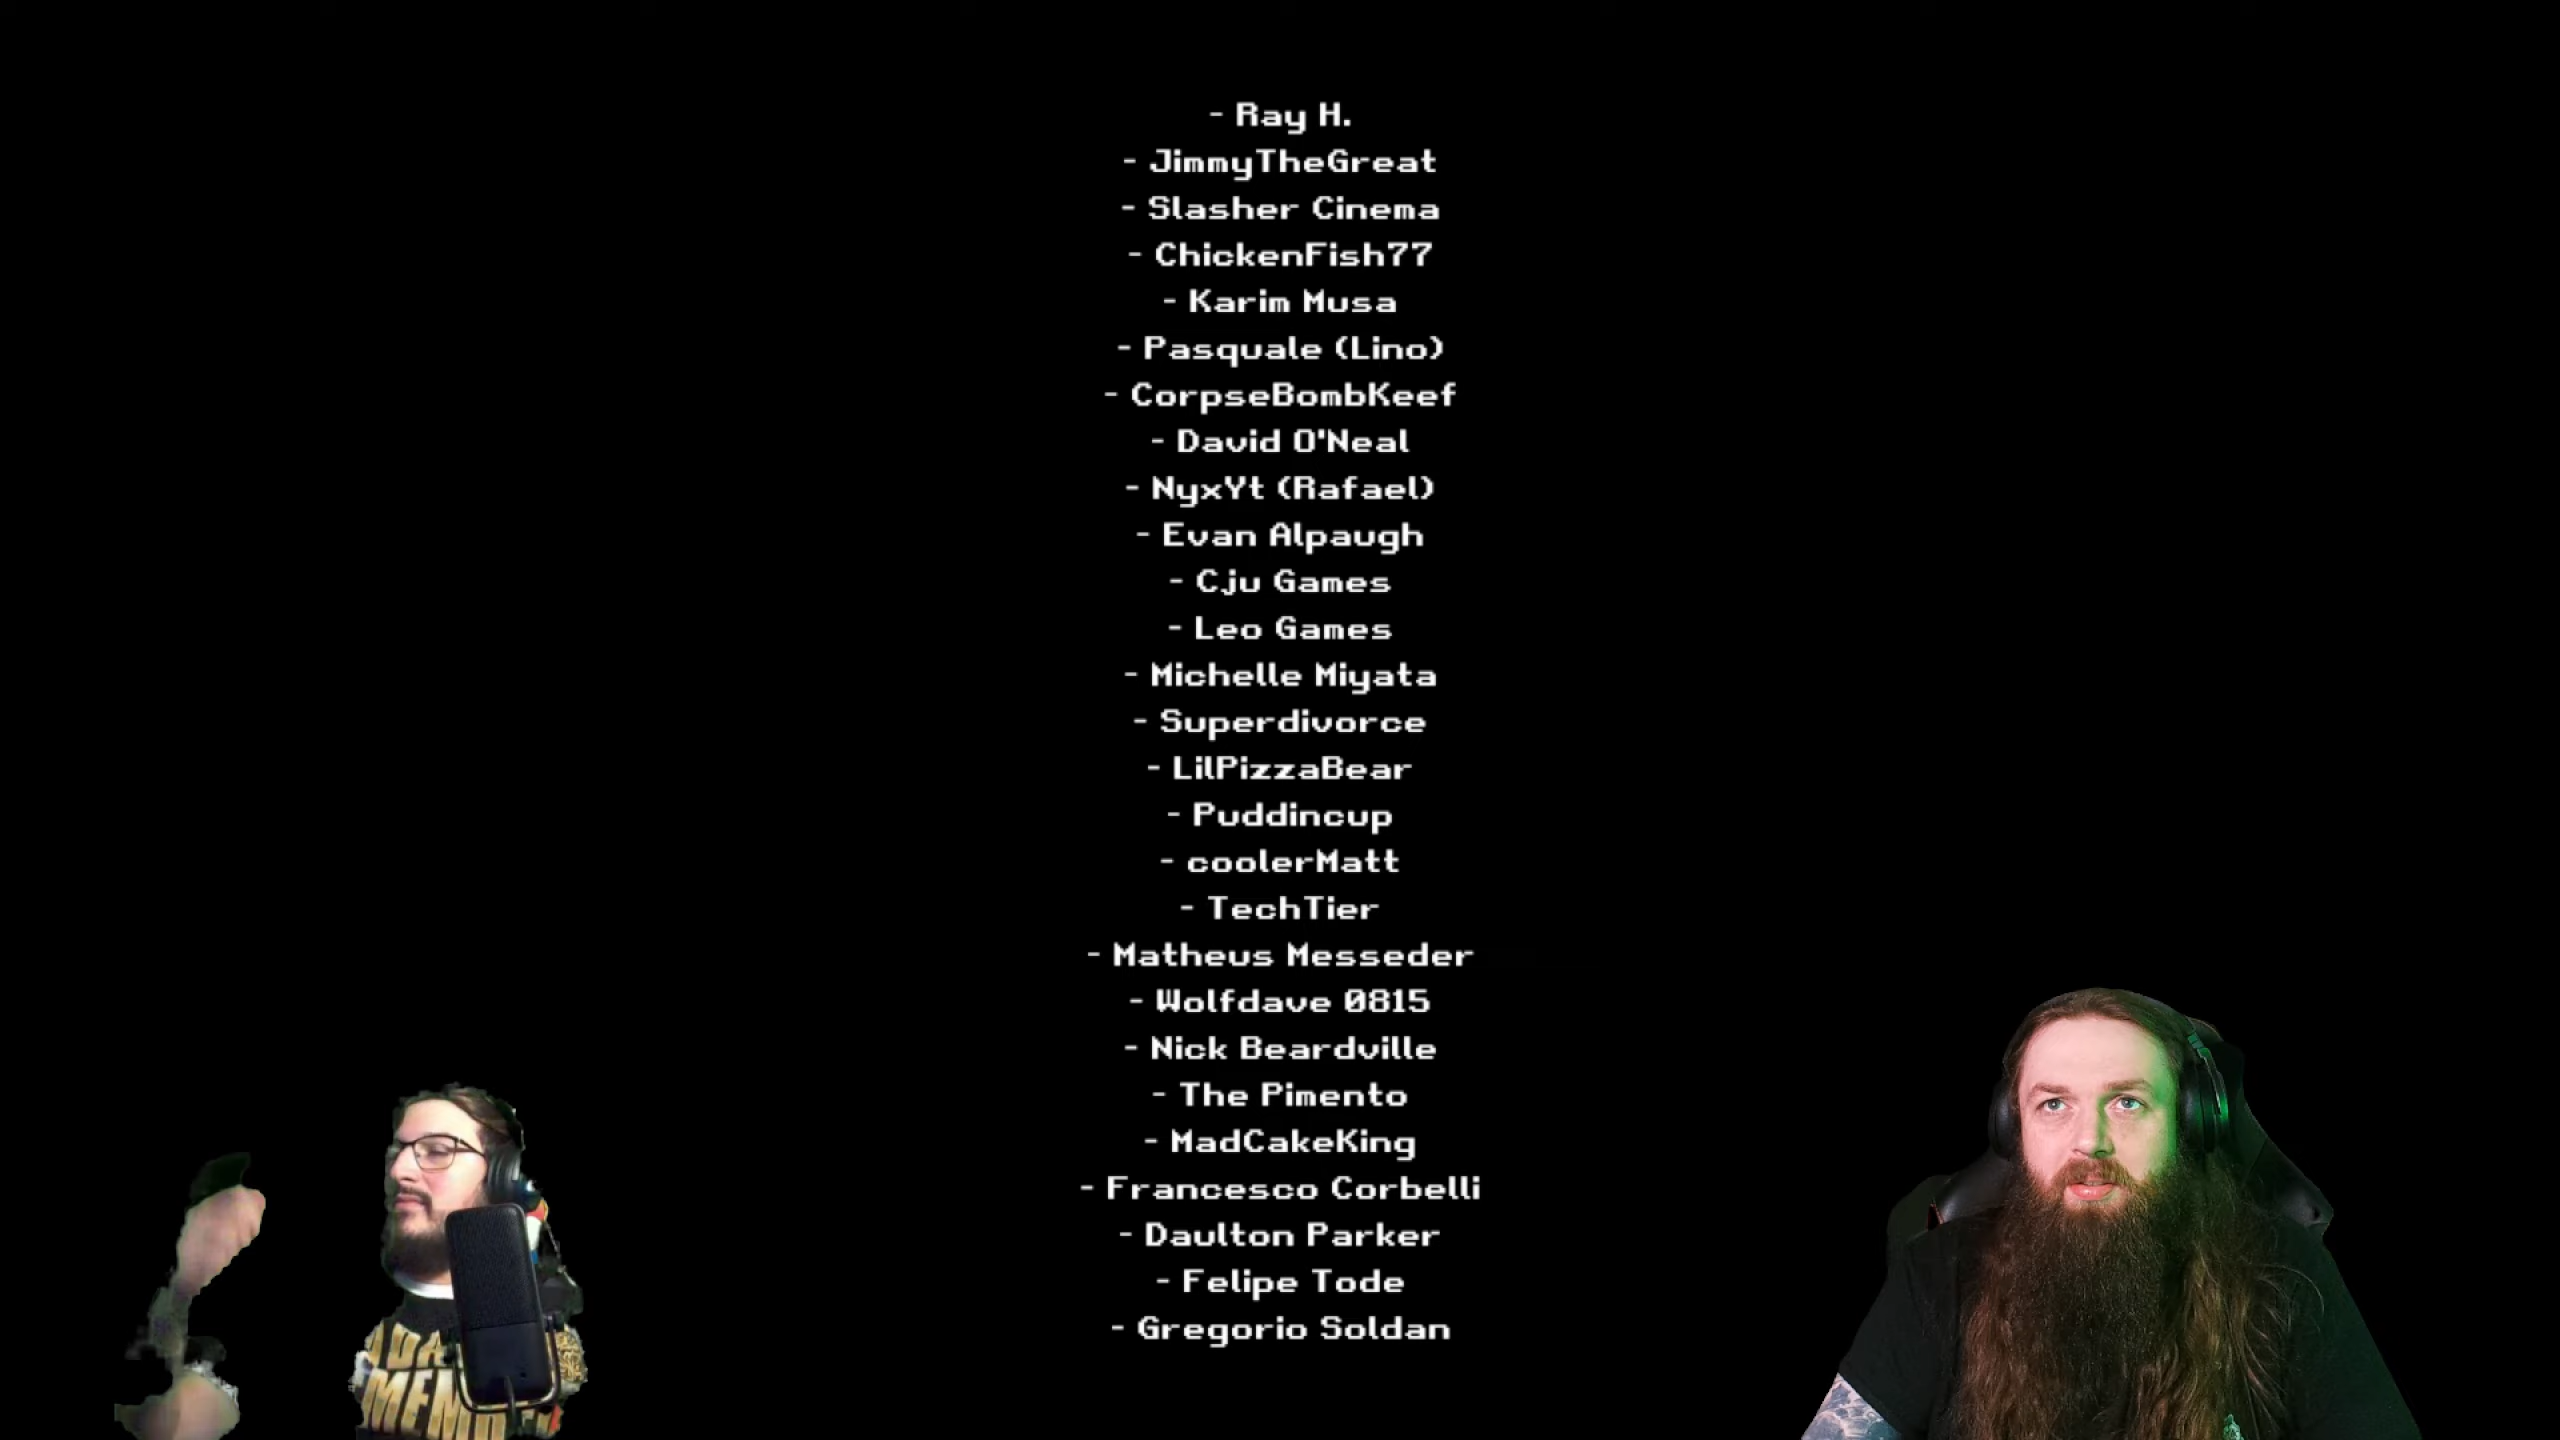 - Ray H.
- JimmyTheGreat
- Slasher Cinema
- ChickenFish77
- Karim Musa
- Pasquale (Lino)
- CorpseBombKeef
- David O'Neal
- NyxYt (Rafael)
- Evan Alpaugh
- Cju Games
- Leo Games
- Michelle Miyata
- Superdivorce
- LilPizzaBear
- Puddincup
- coolerMatt
- TechTier
- Matheus Messeder
- Wolfdave 0815
- Nick Beardville
- The Pimento
- MadCakeKing
- Francesco Corbelli
- Daulton Parker
- Felipe Tode
- Gregorio Soldan